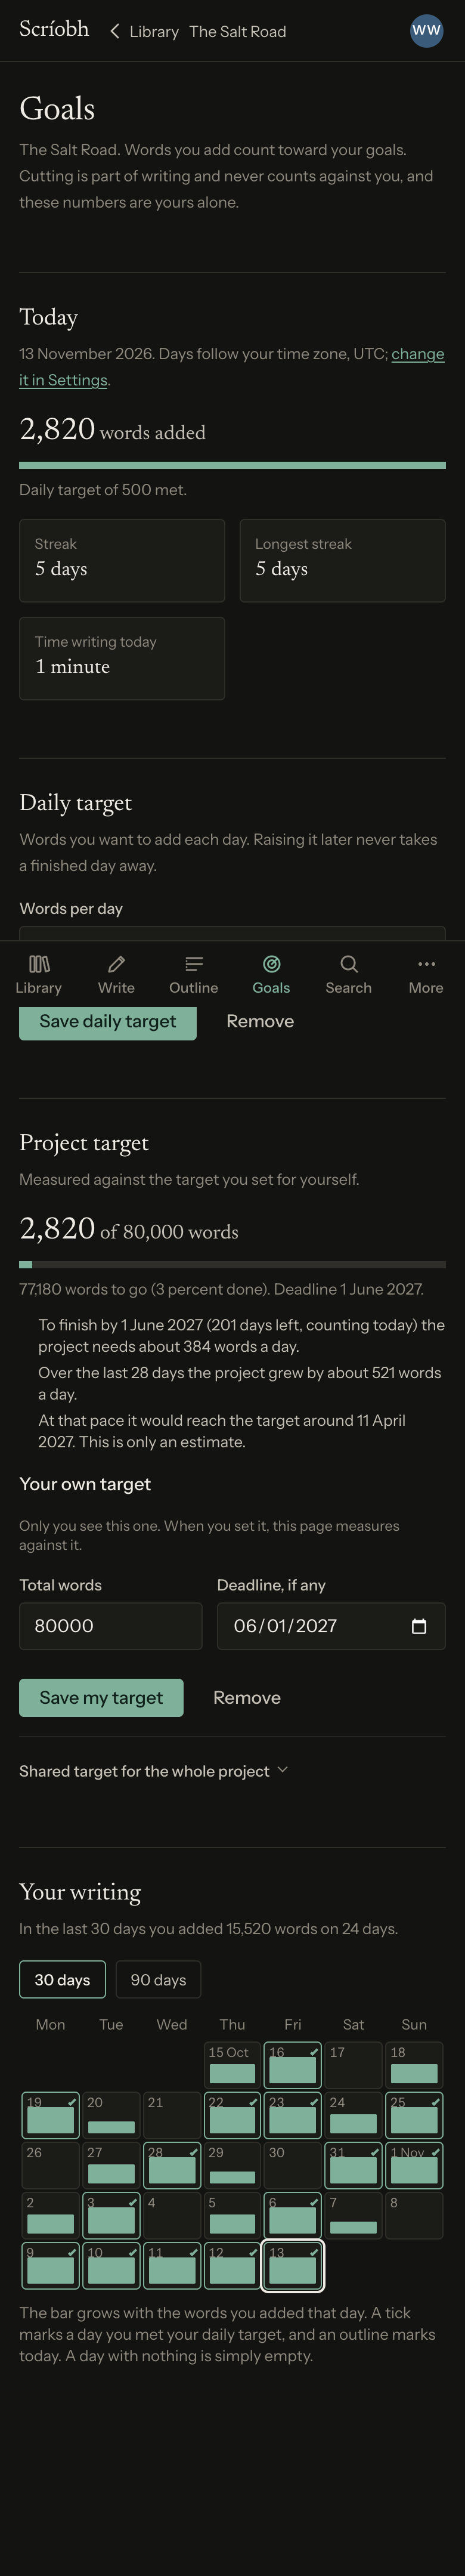 Scríobh
Library The Salt Road
WW
Goals
The Salt Road. Words you add count toward your goals.
Cutting is part of writing and never counts against you, and
these numbers are yours alone.
Today
13 November 2026. Days follow your time zone, UTC; change
it in Settings.
2,820 words added
Daily target of 500 met.
Streak
5 days
Longest streak
5 days
Time writing today
1 minute
Daily target
Words you want to add each day. Raising it later never takes
a finished day away.
Words per day
Library Write Outline Goals Search More
Save daily target Remove
Project target
Measured against the target you set for yourself.
2,820 of 80,000 words
77,180 words to go (3 percent done). Deadline 1 June 2027.
To finish by 1 June 2027 (201 days left, counting today) the
project needs about 384 words a day.
Over the last 28 days the project grew by about 521 words
a day.
At that pace it would reach the target around 11 April
2027. This is only an estimate.
Your own target
Only you see this one. When you set it, this page measures
against it.
Total words Deadline, if any
80000 06/01/2027
Save my target Remove
Shared target for the whole project
Your writing
In the last 30 days you added 15,520 words on 24 days.
30 days 90 days
Mon Tue Wed Thu Fri Sat Sun
15 Oct 16 17 18
19 20 21 22 23 24 25
26 27 28 29 30 31 1 Nov
2 3 4 5 6 7 8
9 10 11 12 13
The bar grows with the words you added that day. A tick
marks a day you met your daily target, and an outline marks
today. A day with nothing is simply empty.